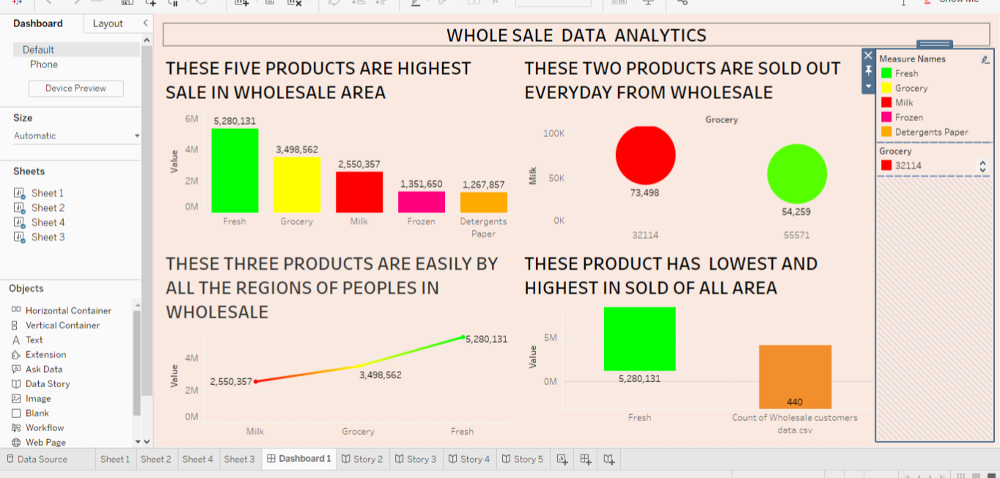 Show Me
Dashboard
Layout
Default
Phone
Device Preview
Size
Automatic
Sheets
Sheet 1
Sheet 2
Sheet 4
Sheet 3
Objects
Horizontal Container
Vertical Container
Text
Extension
Ask Data
Data Story
Image
Blank
Workflow
Web Page
WHOLE SALE DATA ANALYTICS
THESE FIVE PRODUCTS ARE HIGHEST
SALE IN WHOLESALE AREA
6M
4M
2M
0M
Value
5,280,131
3,498,562
2,550,357
1,351,650
1,267,857
Fresh
Grocery
Milk
Frozen
Detergents
Paper
THESE TWO PRODUCTS ARE SOLD OUT
EVERYDAY FROM WHOLESALE
Grocery
100K
50K
0K
Milk
73,498
54,259
32114
55571
THESE THREE PRODUCTS ARE EASILY BY
ALL THE REGIONS OF PEOPLES IN
WHOLESALE
4M
2M
0M
Value
2,550,357
3,498,562
5,280,131
Milk
Grocery
Fresh
THESE PRODUCT HAS LOWEST AND
HIGHEST IN SOLD OF ALL AREA
5M
0M
Value
5,280,131
440
Fresh
Count of Wholesale customers
data.csv
Measure Names
Fresh
Grocery
Milk
Frozen
Detergents Paper
Grocery
32114
Data Source
Sheet 1
Sheet 2
Sheet 4
Sheet 3
Dashboard 1
Story 2
Story 3
Story 4
Story 5